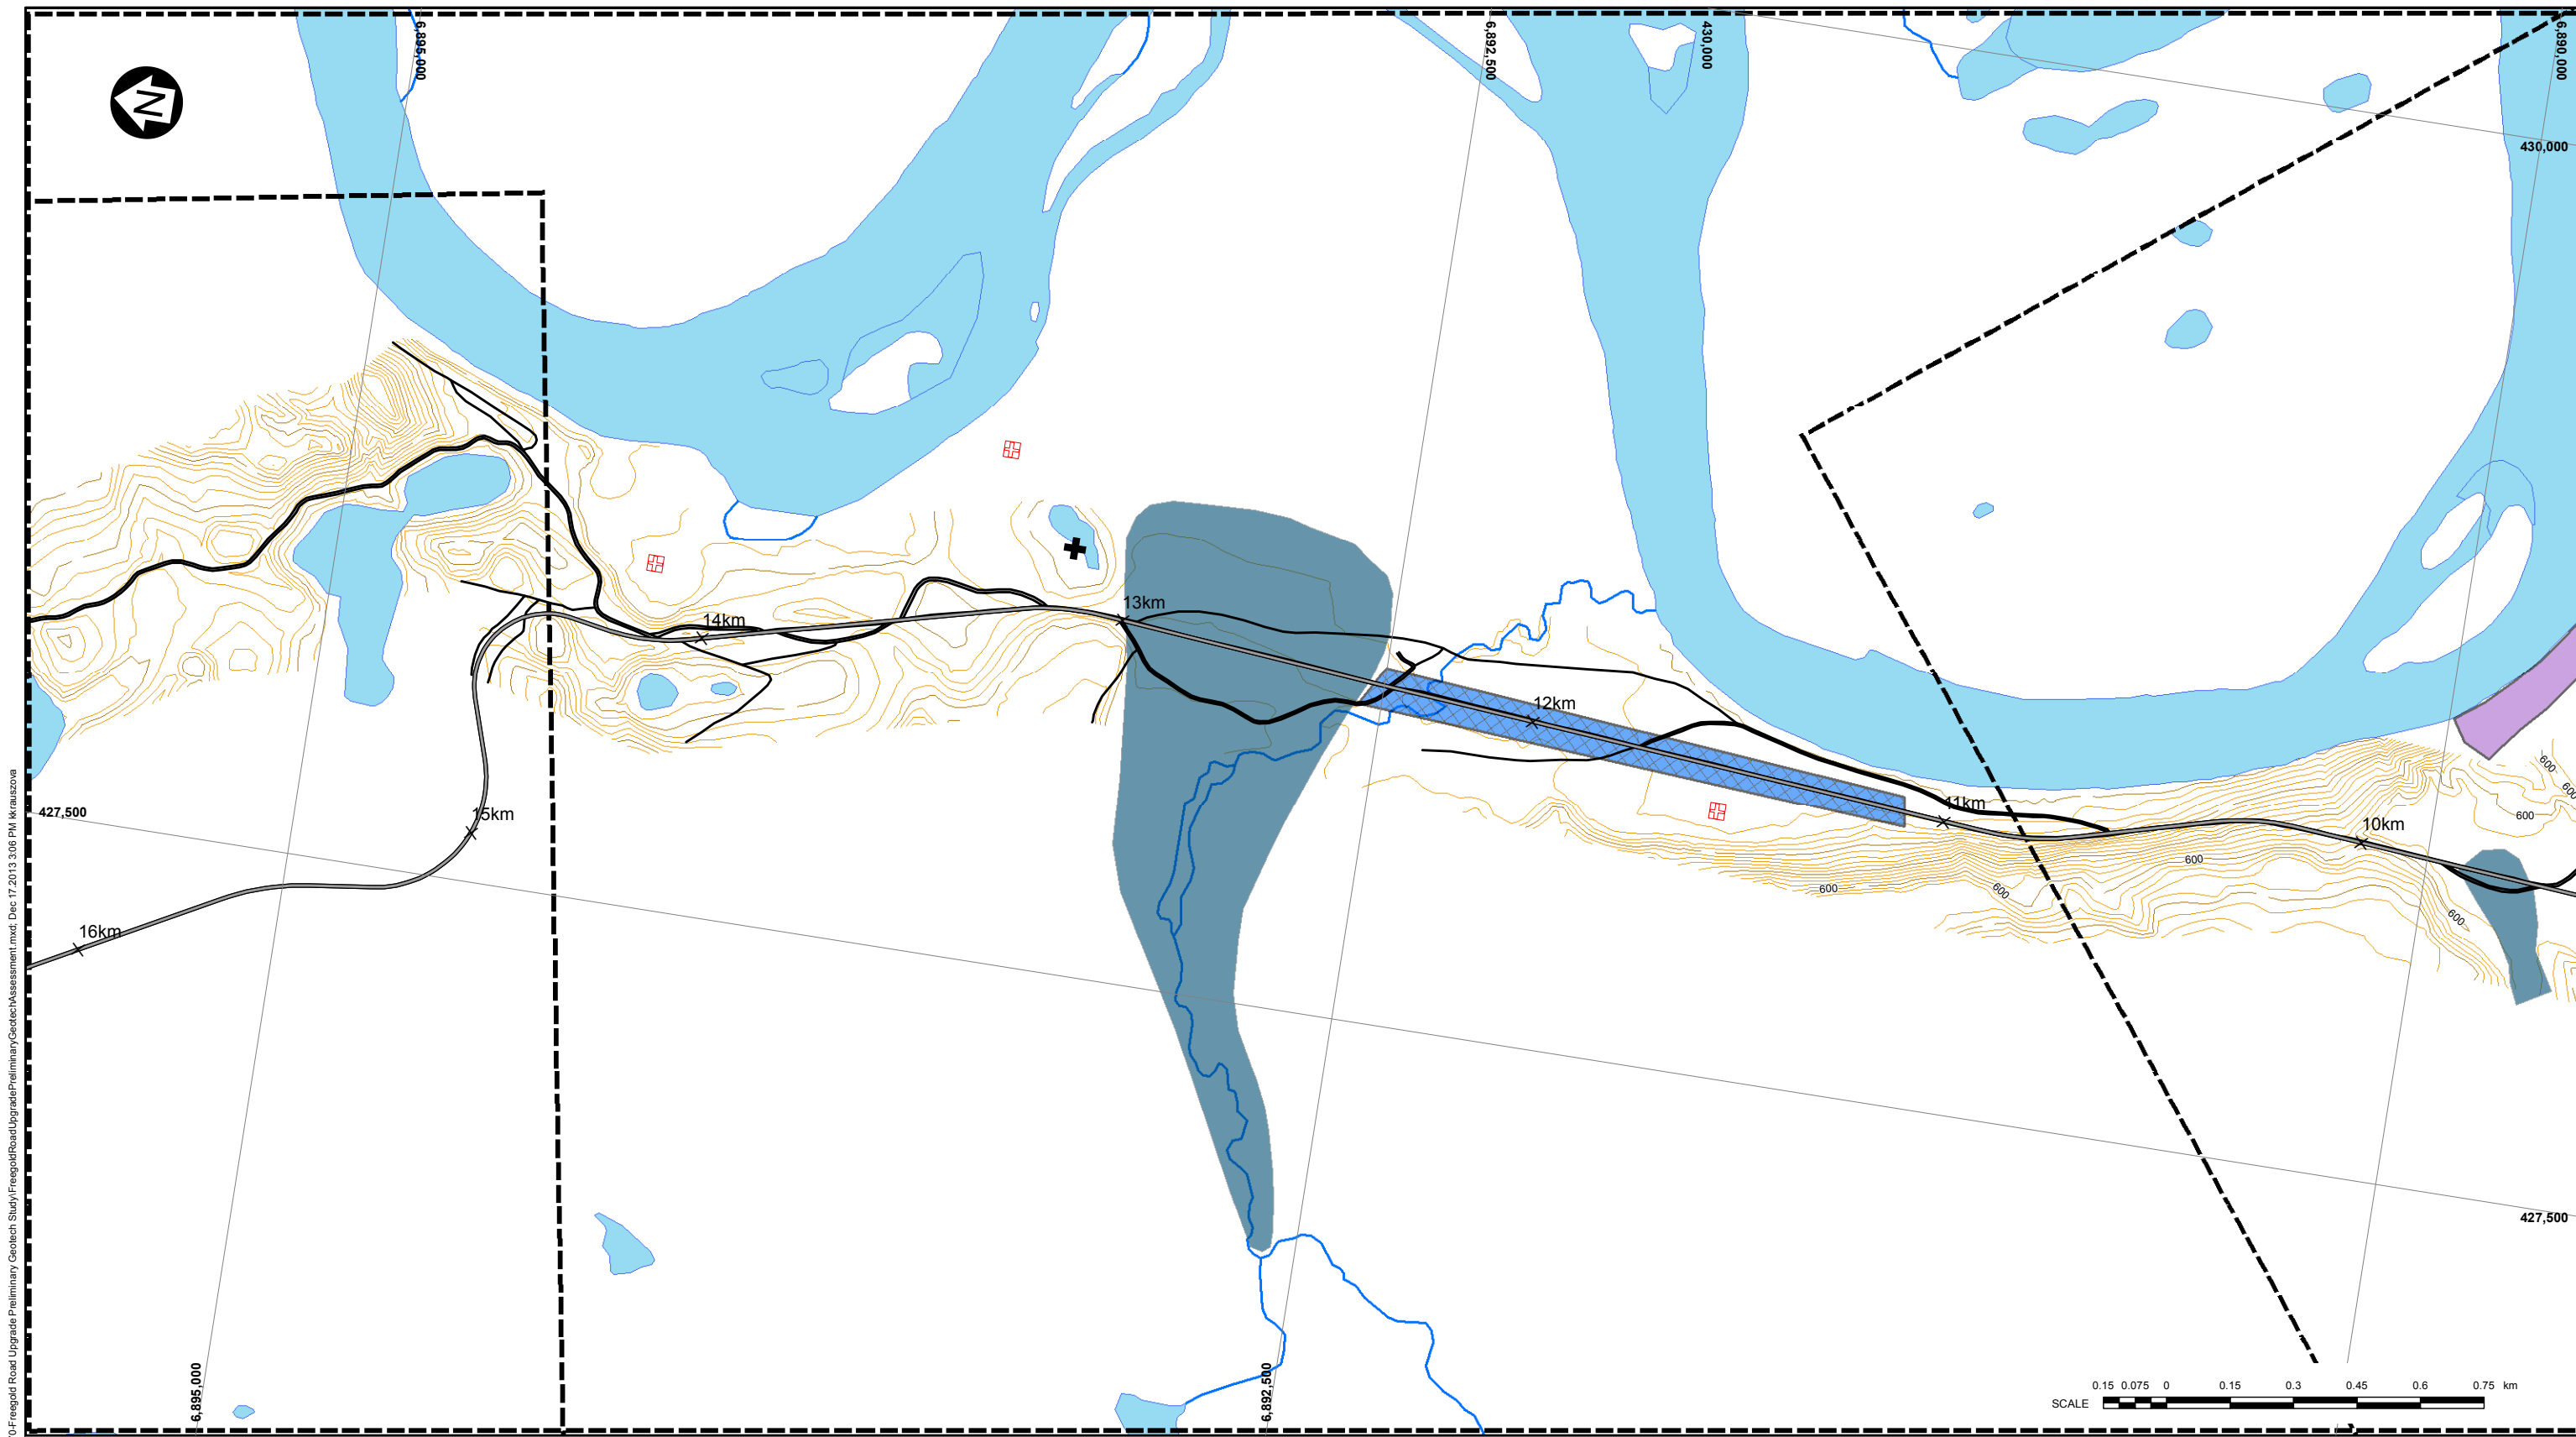 6,895,000
6,892,500
430,000
6,890,000
N
430,000
13km
14km
12km
11km
10km
600
600
600
600
600
600
600
427,500
15km
16km
427,500
6,895,000
6,892,500
0.15 0.075 0 0.15 0.3 0.45 0.6 0.75 km
SCALE
0-Freegold Road Upgrade Preliminary Geotech Study\FreegoldRoadUpgradePreliminaryGeotechAssessment.mxd; Dec 17.2013 3:06 PM kkrauszova